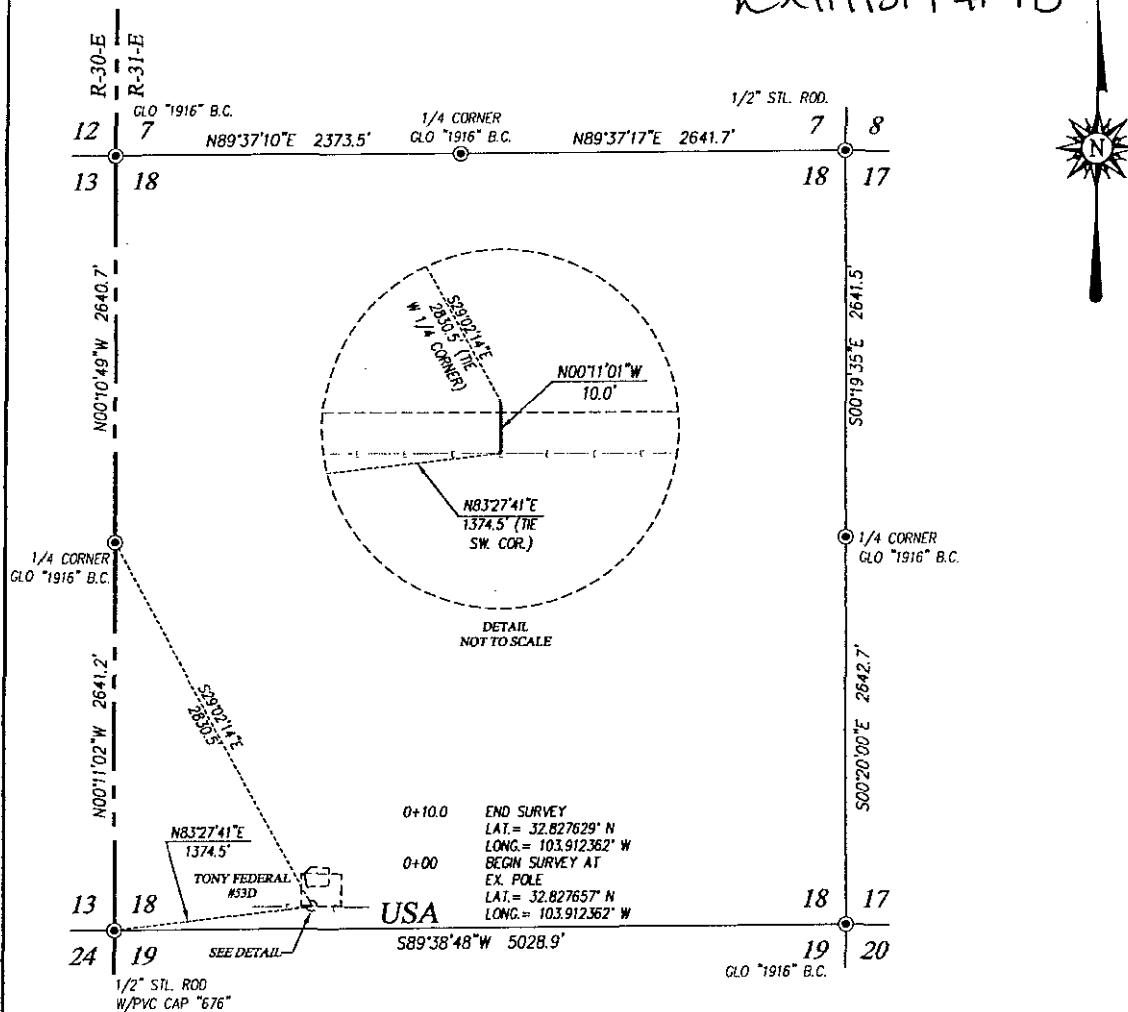 R-30-E
R-31-E
GLO "1916" B.C.
1/4 CORNER
GLO "1916" B.C.
1/2" STL. ROD.
12 7
N89°37'10"E 2373.5'
N89°37'17"E 2641.7'
7 8
N
13 18
18 17
N00°10'49"W 2640.7'
S00°19'35"E 2641.5'
S29°02'14"E
2830.5' (TIE
W 1/4 CORNER)
N00°11'01"W
10.0'
E E E E E E
N83°27'41"E
1374.5' (TIE
SW. COR.)
DETAIL
NOT TO SCALE
1/4 CORNER
GLO "1916" B.C.
1/4 CORNER
GLO "1916" B.C.
N00°11'02"W 2641.2'
S29°02'14"E
2830.5'
S00°20'00"E 2642.7'
0+10.0 END SURVEY
LAT.= 32.827629° N
LONG.= 103.912362° W
0+00 BEGIN SURVEY AT
EX. POLE
LAT.= 32.827657° N
LONG.= 103.912362° W
N83°27'41"E
1374.5'
TONY FEDERAL
#53D
13 18
USA
18 17
S89°38'48"W 5028.9'
24 19
SEE DETAIL
19 20
GLO "1916" B.C.
1/2" STL. ROD
W/PVC CAP "676"